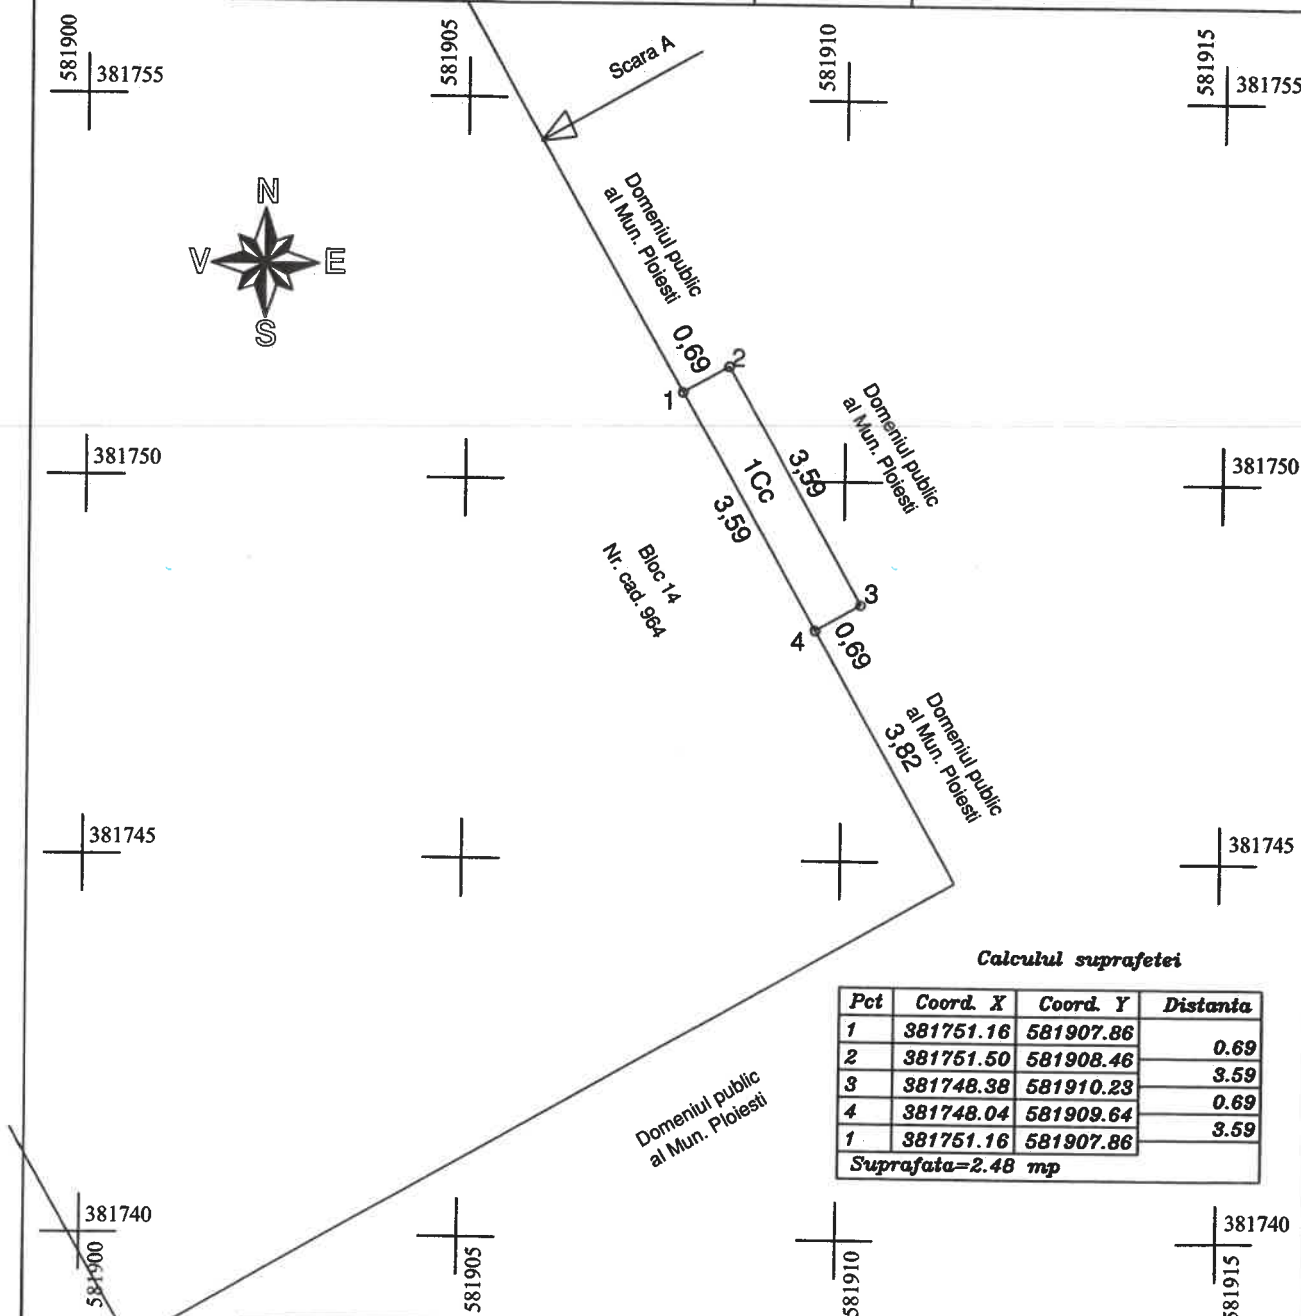 581900
381755
581905
581910
581915
381755
Scara A
N
V
E
S
Domeniul public
al Mun. Ploiesti
0,69
2
1
Domeniul public
al Mun. Ploiesti
381750
381750
1Cc
3,59
3,59
Bloc 14
Nr. cad. 964
3
4
0,69
Domeniul public
al Mun. Ploiesti
3,82
381745
381745
Calculul suprafetei
Pct Coord. X Coord. Y Distanta
1 381751.16 581907.86
0.69
2 381751.50 581908.46
3.59
3 381748.38 581910.23
0.69
4 381748.04 581909.64
3.59
1 381751.16 581907.86
Suprafata=2.48 mp
Domeniul public
al Mun. Ploiesti
381740
581900
581905
581910
381740
581915